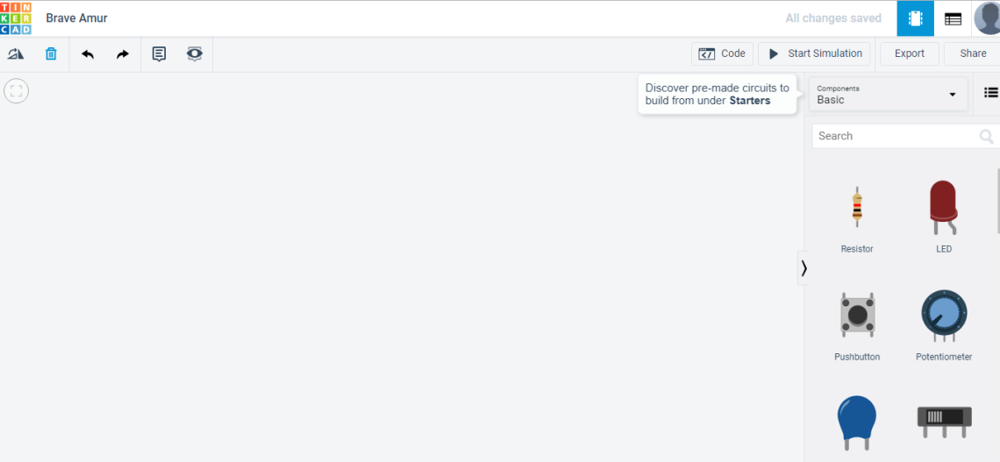 TIN
KER
CAD
Brave Amur
All changes saved
Code
Start Simulation
Export
Share
Discover pre-made circuits to
build from under Starters
Components
Basic
Search
Resistor
LED
Pushbutton
Potentiometer